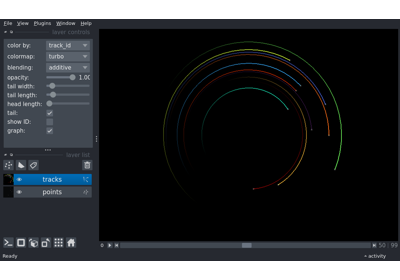 File View Plugins Window Help
layer controls
color by: track_id
colormap: turbo
blending: additive
opacity: 1.00
tail width:
tail length:
head length:
tail:
show ID:
graph:
layer list
tracks
points
0 50 99
Ready activity